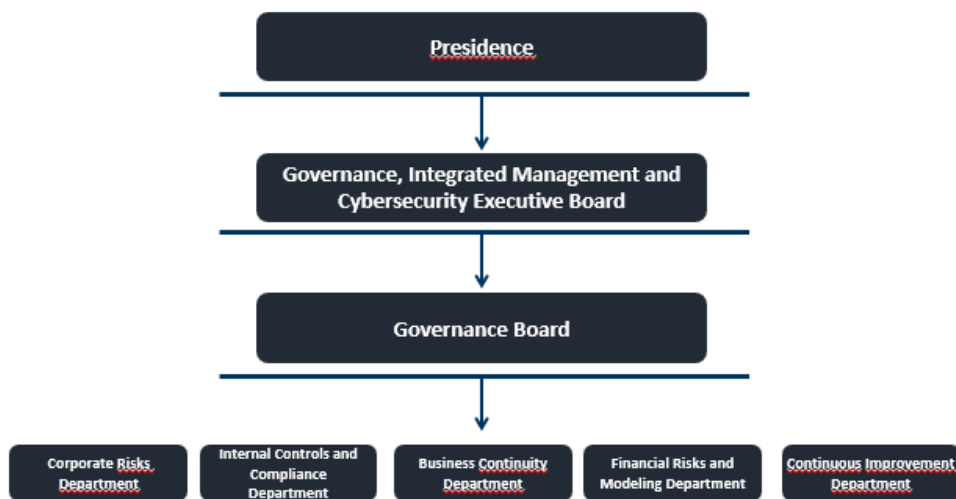 Presidence
Governance, Integrated Management and
Cybersecurity Executive Board
Governance Board
Corporate Risks
Department
Internal Controls and
Compliance
Department
Business Continuity
Department
Financial Risks and
Modeling Department
Continuous Improvement
Department